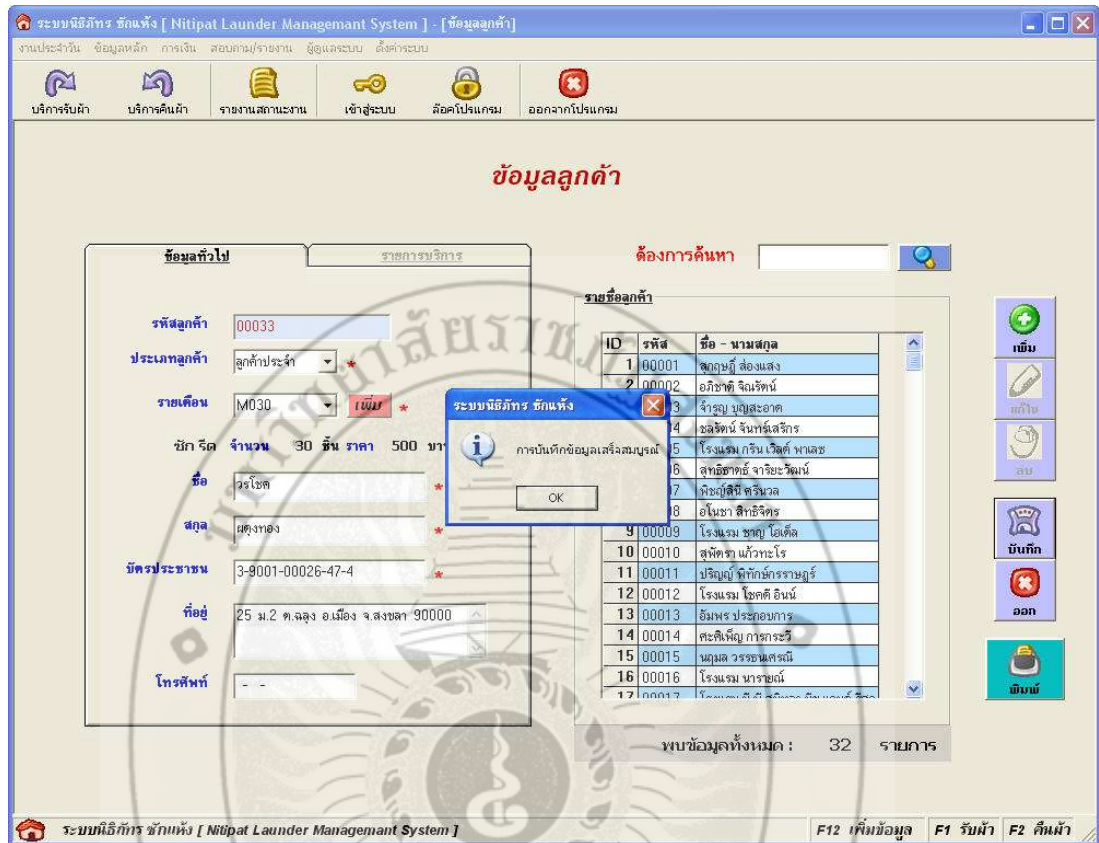 ระบบนิธิภัทร ซักแห้ง [ Nitipat Launder Managemant System ] - [ข้อมูลลูกค้า]
งานประจำวัน ข้อมูลหลัก การเงิน สอบถาม/รายงาน ผู้ดูแลระบบ ตั้งค่าระบบ
บริการรับผ้า บริการคืนผ้า รายงานสถานะงาน เข้าสู่ระบบ ล๊อคโปรแกรม ออกจากโปรแกรม
ข้อมูลลูกค้า
ข้อมูลทั่วไป รายการบริการ
ต้องการค้นหา
รหัสลูกค้า 00033
ประเภทลูกค้า ลูกค้าประจำ *
รายเดือน M030 เพิ่ม *
ซัก รีด จำนวน 30 ชิ้น ราคา 500
ชื่อ วรโชต *
สกุล ผดุงทอง *
บัตรประชาชน 3-9001-00026-47-4 *
ที่อยู่ 25 ม.2 ต.ฉลุง อ.เมือง จ.สงขลา 90000
โทรศัพท์ - -
รายชื่อลูกค้า
ID รหัส ชื่อ - นามสกุล
1 00001 ส่องแสง
2 00002 อภิชาติ จิณรัตน์
จำรูญ บุญสะอาด
ชลรัตน์ จันทร์เสรีกร
โรงแรม กรีน เวิลด์ พาเลซ
สุทธิชาตธ์ จาริยะวัฒน์
พิชญ์สินี ศรีนวล
อโนชา สิทธิจิตร
9 00009 โรงแรม ชาญ โฮเต็ล
10 00010 สุพัตรา แก้วทะโร
11 00011 ปริญญ์ พิทักษ์กรราษฎร์
12 00012 โรงแรม โชคดี อินน์
13 00013 อัมพร ประกอบการ
14 00014 ศะศิเพ็ญ การกระวี
15 00015 นฤมล วรรธนเศรณี
16 00016 โรงแรม นารายณ์
17 00017
พบข้อมูลทั้งหมด : 32 รายการ
ระบบนิธิภัทร ซักแห้ง
การบันทึกข้อมูลเสร็จสมบูรณ์
OK
เพิ่ม
แก้ไข
ลบ
บันทึก
ออก
พิมพ์
ระบบนิธิภัทร ซักแห้ง [ Nitipat Launder Managemant System ]
F12 เพิ่มข้อมูล F1 รับผ้า F2 คืนผ้า